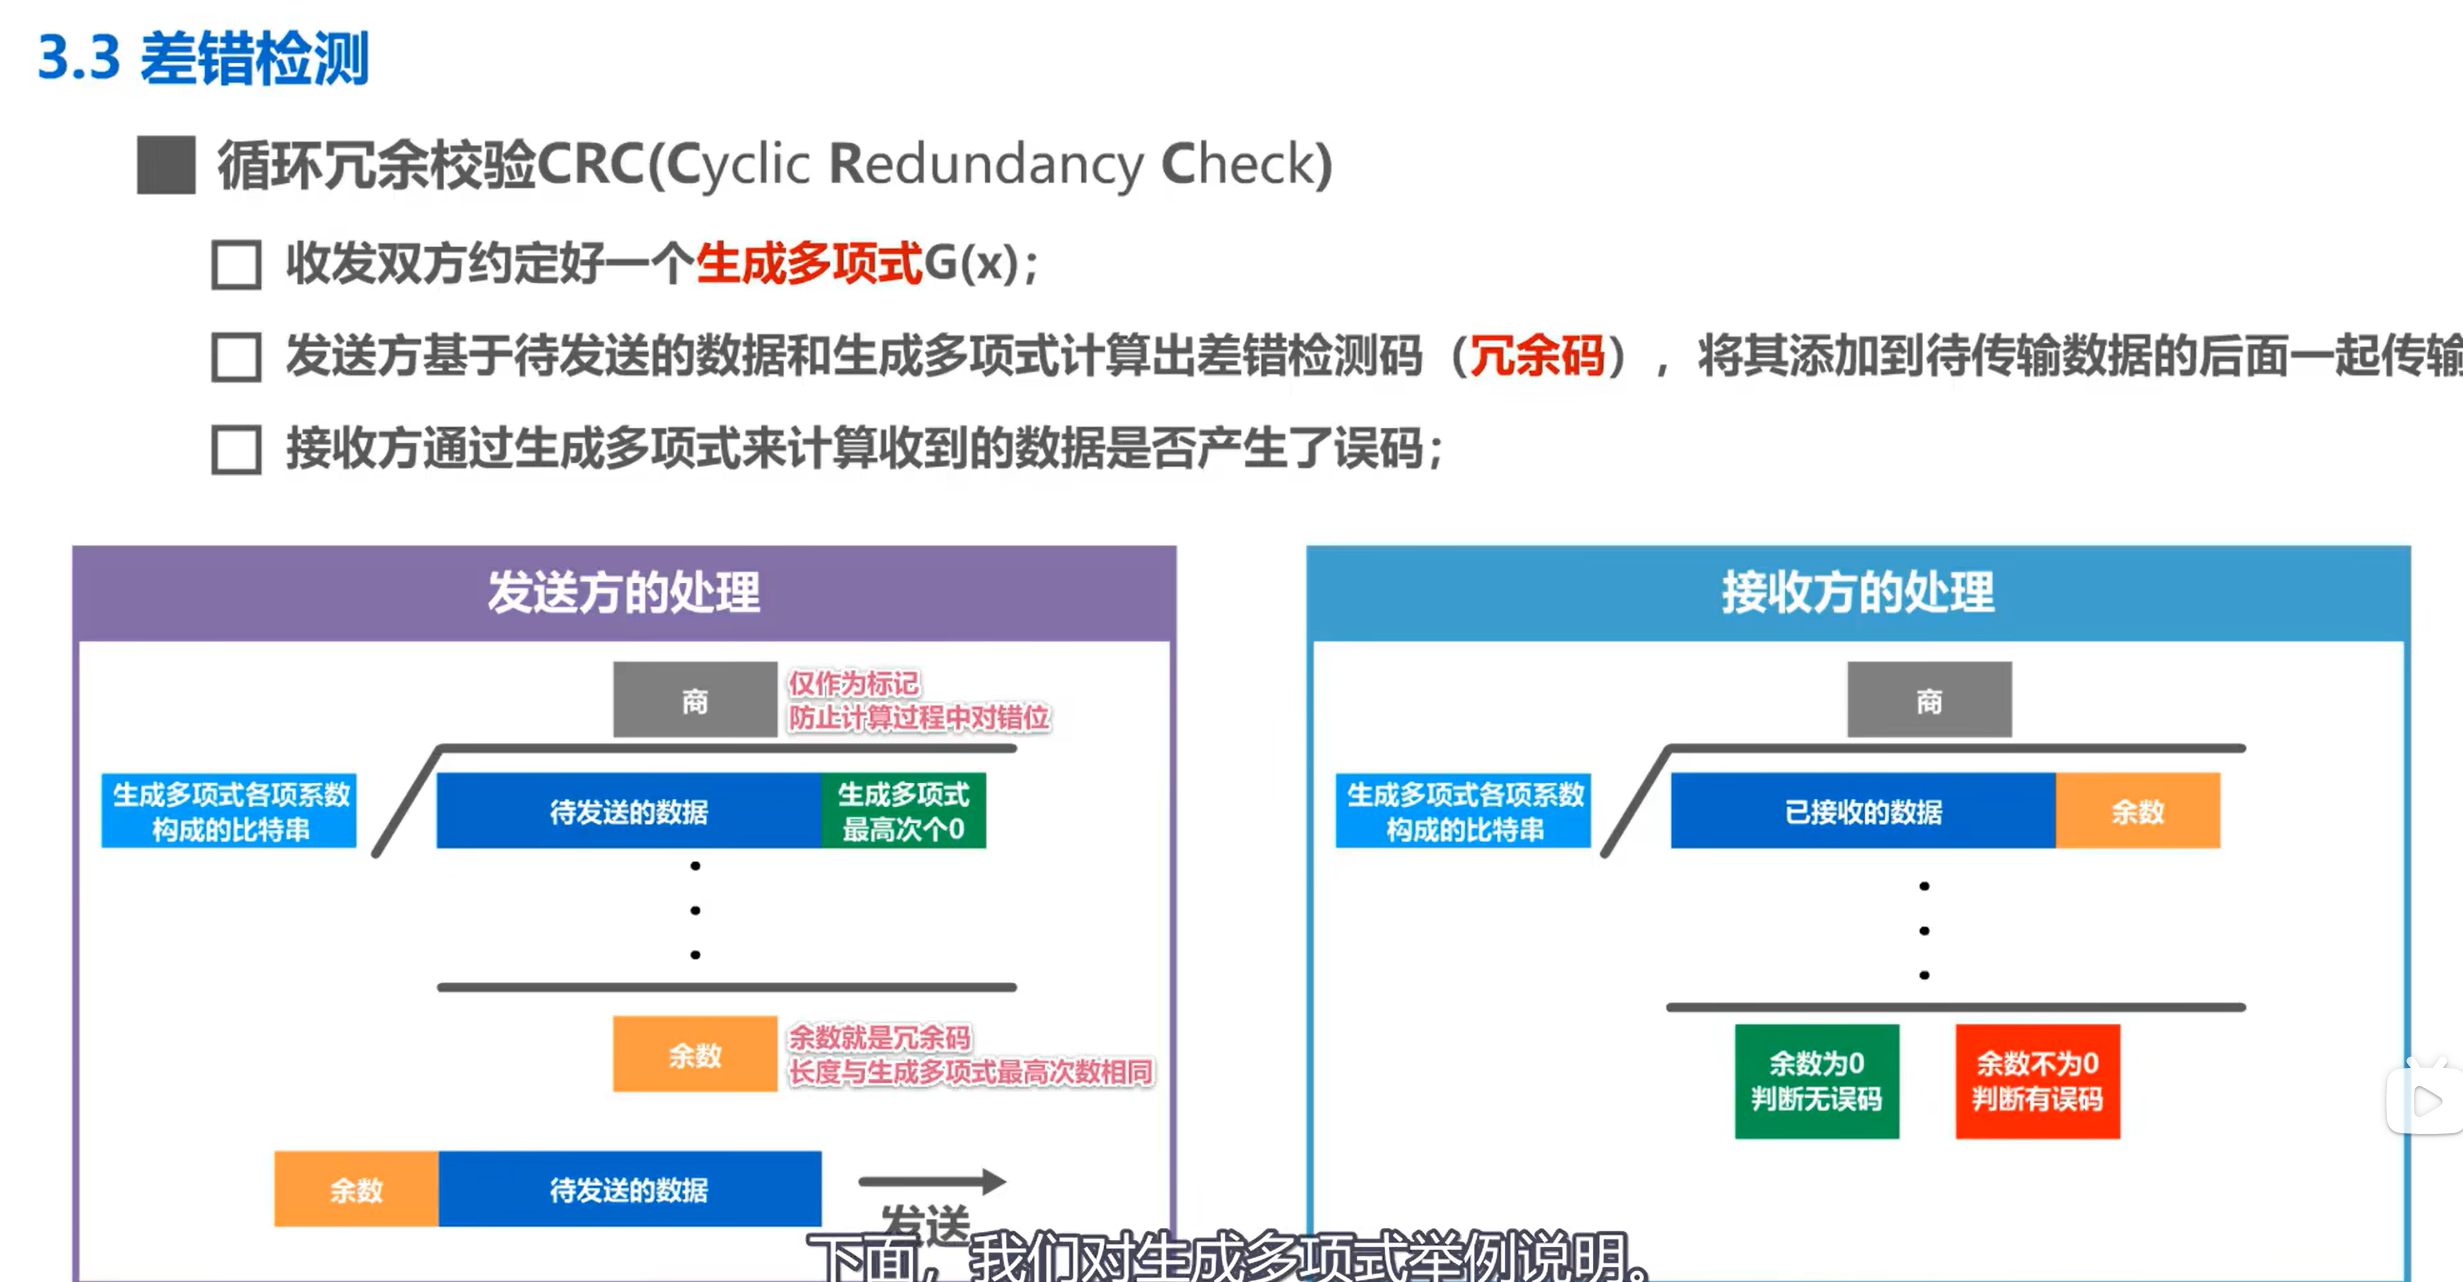 3.3 差错检测
循环冗余校验CRC(Cyclic Redundancy Check)
收发双方约定好一个生成多项式G(x)；
发送方基于待发送的数据和生成多项式计算出差错检测码（冗余码），将其添加到待传输数据的后面一起传输
接收方通过生成多项式来计算收到的数据是否产生了误码；
发送方的处理
商
仅作为标记
防止计算过程中对错位
生成多项式各项系数
构成的比特串
待发送的数据
生成多项式
最高次个0
余数
余数就是冗余码
长度与生成多项式最高次数相同
余数
待发送的数据
发送
接收方的处理
商
生成多项式各项系数
构成的比特串
已接收的数据
余数
余数为0
判断无误码
余数不为0
判断有误码
下面，我们对生成多项式举例说明。